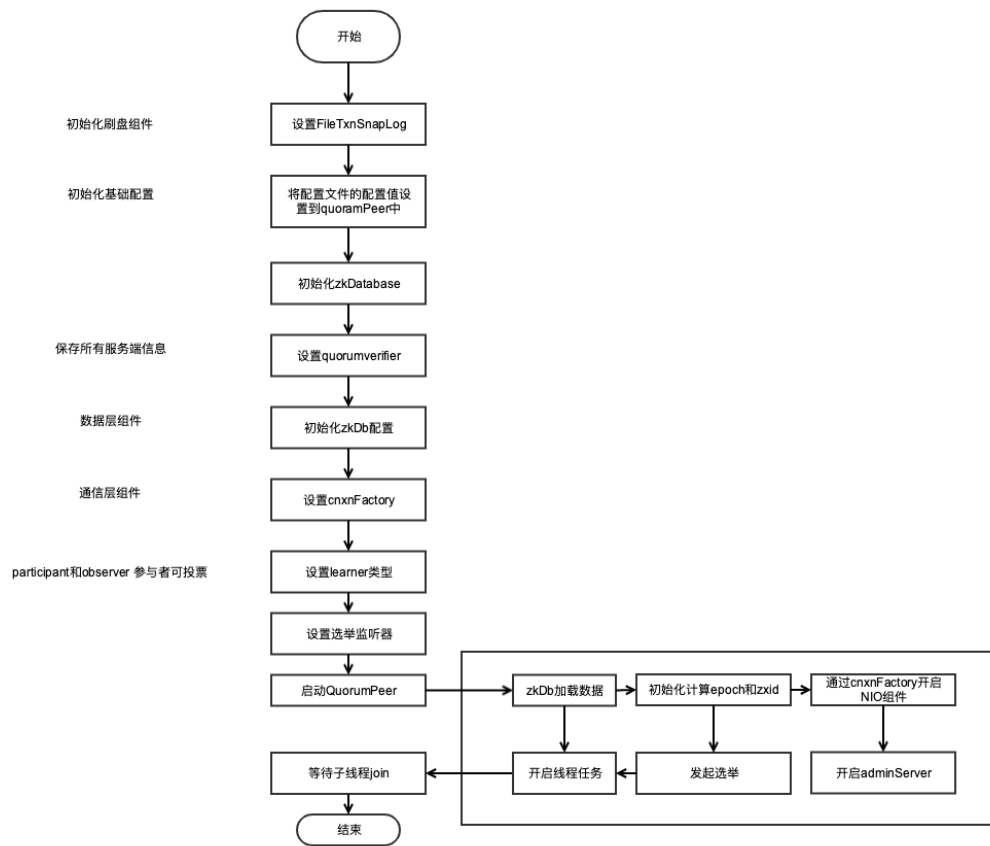 开始
初始化刷盘组件
设置FileTxnSnapLog
初始化基础配置
将配置文件的配置值设
置到quoramPeer中
初始化zkDatabase
保存所有服务端信息
设置quorumverifier
数据层组件
初始化zkDb配置
通信层组件
设置cnxnFactory
participant和observer 参与者可投票
设置learner类型
设置选举监听器
启动QuorumPeer
zkDb加载数据
初始化计算epoch和zxid
通过cnxnFactory开启
NIO组件
等待子线程join
开启线程任务
发起选举
开启adminServer
结束